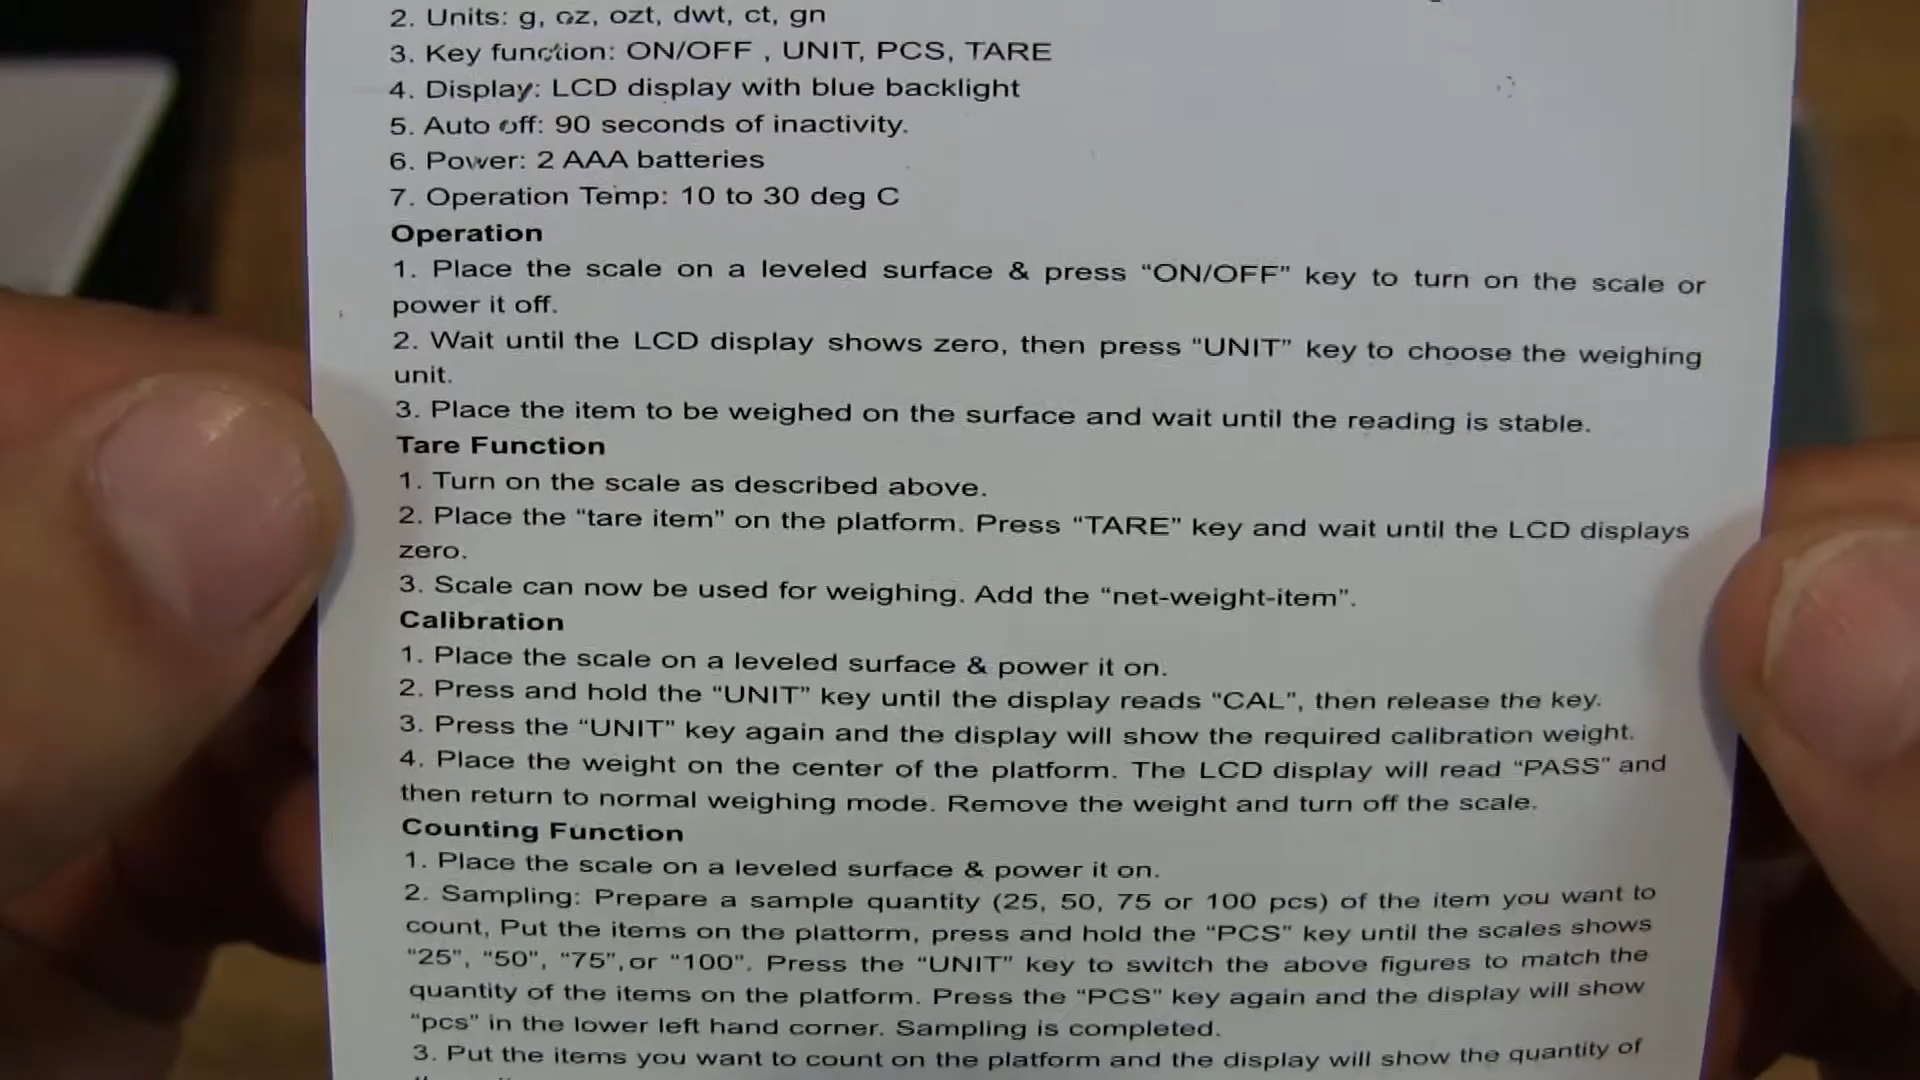 2. Units: g, oz, ozt, dwt, ct, gn
3. Key function: ON/OFF , UNIT, PCS, TARE
4. Display: LCD display with blue backlight
5. Auto off: 90 seconds of inactivity.
6. Power: 2 AAA batteries
7. Operation Temp: 10 to 30 deg C
Operation
1. Place the scale on a leveled surface & press “ON/OFF” key to turn on the scale or
power it off.
2. Wait until the LCD display shows zero, then press “UNIT” key to choose the weighing
unit.
3. Place the item to be weighed on the surface and wait until the reading is stable.
Tare Function
1. Turn on the scale as described above.
2. Place the “tare item” on the platform. Press “TARE” key and wait until the LCD displays
zero.
3. Scale can now be used for weighing. Add the “net-weight-item”.
Calibration
1. Place the scale on a leveled surface & power it on.
2. Press and hold the “UNIT” key until the display reads “CAL”, then release the key.
3. Press the “UNIT” key again and the display will show the required calibration weight.
4. Place the weight on the center of the platform. The LCD display will read “PASS” and
then return to normal weighing mode. Remove the weight and turn off the scale.
Counting Function
1. Place the scale on a leveled surface & power it on.
2. Sampling: Prepare a sample quantity (25, 50, 75 or 100 pcs) of the item you want to
count, Put the items on the plattorm, press and hold the “PCS” key until the scales shows
“25”, “50”, “75”,or “100”. Press the “UNIT” key to switch the above figures to match the
quantity of the items on the platform. Press the “PCS” key again and the display will show
“pcs” in the lower left hand corner. Sampling is completed.
3. Put the items you want to count on the platform and the display will show the quantity of